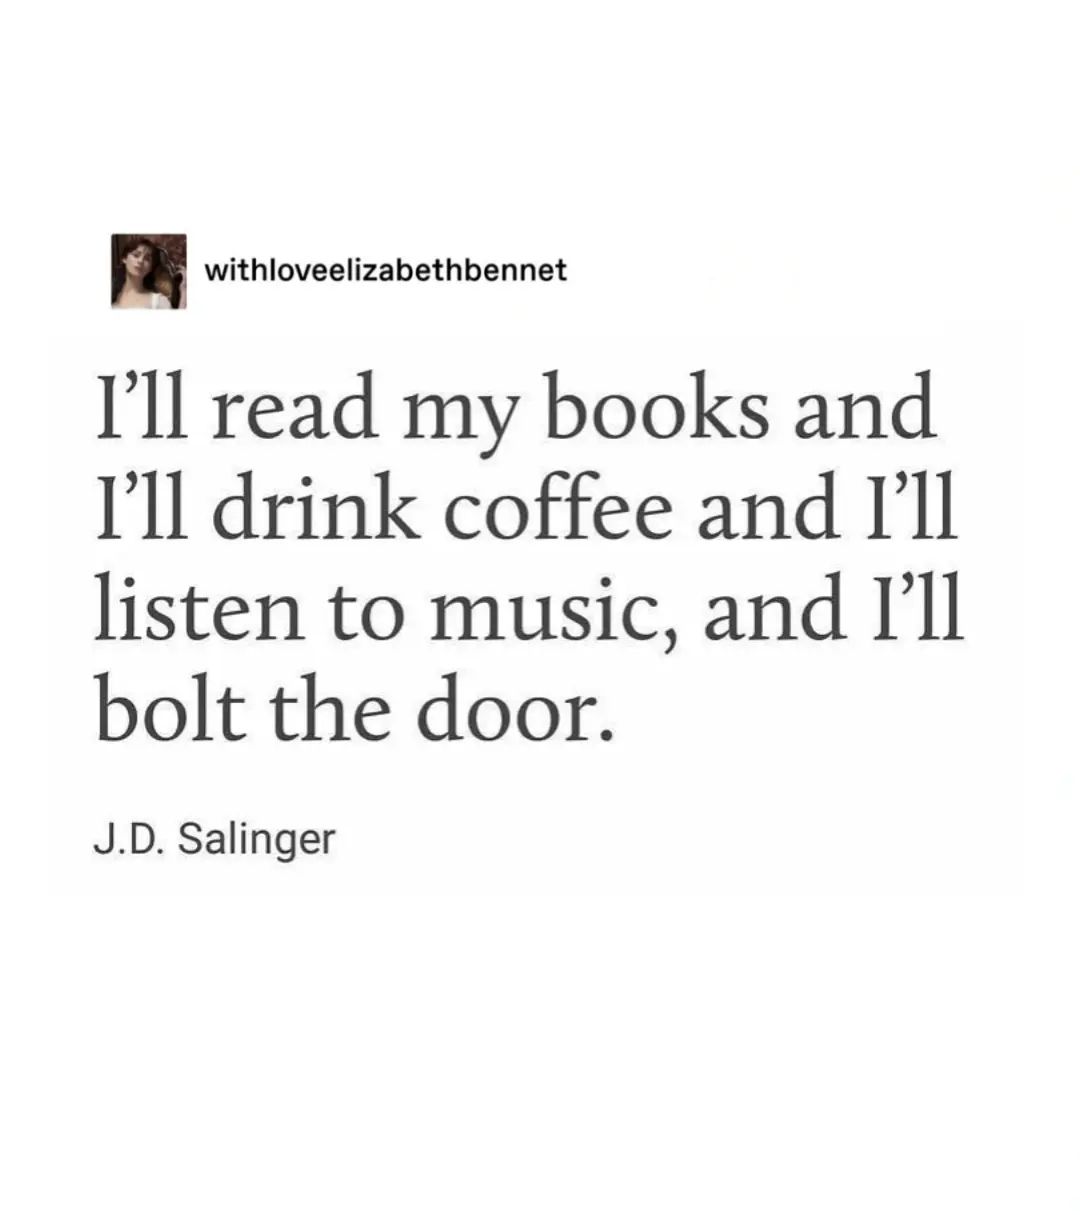 withloveelizabethbennet
I’ll read my books and
I’ll drink coffee and I’ll
listen to music, and I’ll
bolt the door.
J.D. Salinger